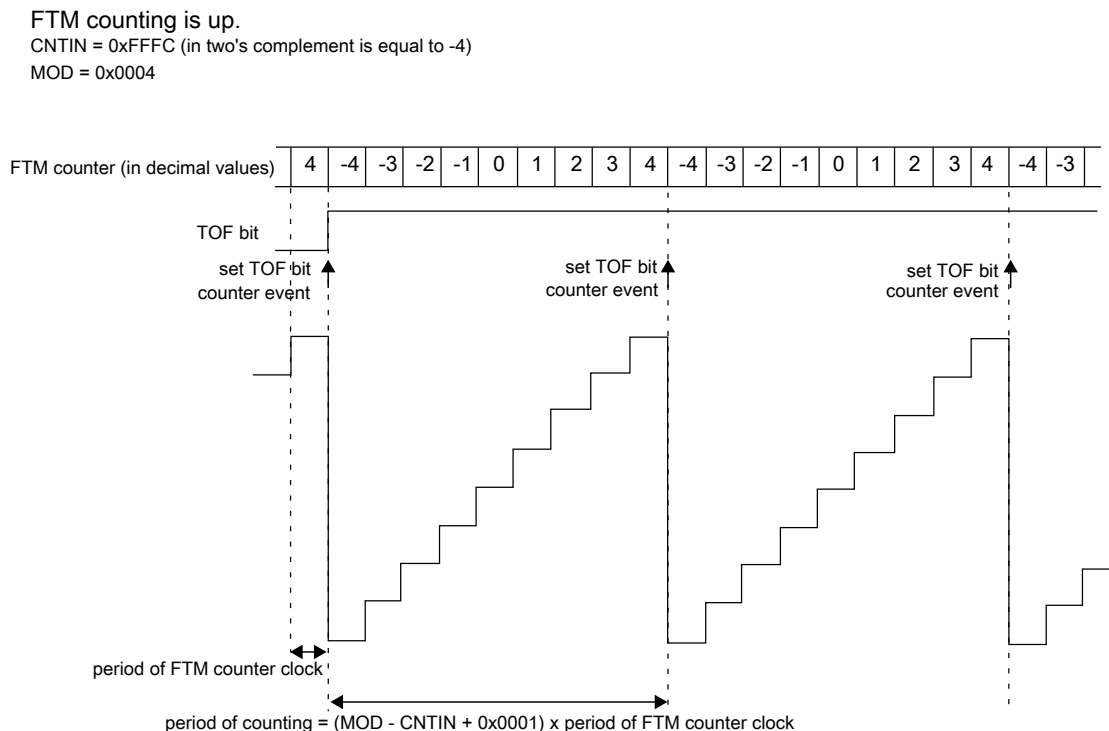 FTM counting is up.
CNTIN = 0xFFFC (in two's complement is equal to -4)
MOD = 0x0004
FTM counter (in decimal values) 4 -4 -3 -2 -1 0 1 2 3 4 -4 -3 -2 -1 0 1 2 3 4 -4 -3
TOF bit
set TOF bit set TOF bit set TOF bit
counter event counter event counter event
period of FTM counter clock
period of counting = (MOD - CNTIN + 0x0001) x period of FTM counter clock